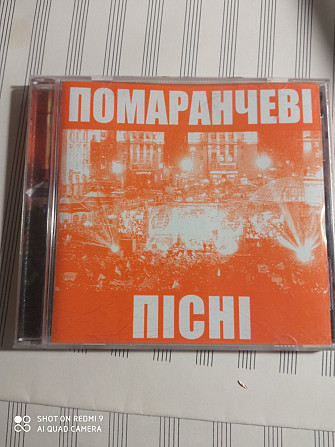 ПОМАРАНЧЕВІ
ПІСНІ
SHOT ON REDMI 9
AI QUAD CAMERA